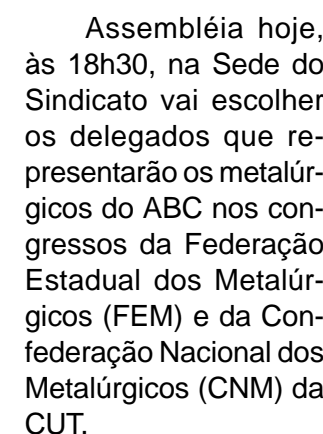 Assembléia hoje,
às 18h30, na Sede do
Sindicato vai escolher
os delegados que re-
presentarão os metalúr-
gicos do ABC nos con-
gressos da Federação
Estadual dos Metalúr-
gicos (FEM) e da Con-
federação Nacional dos
Metalúrgicos (CNM) da
CUT.